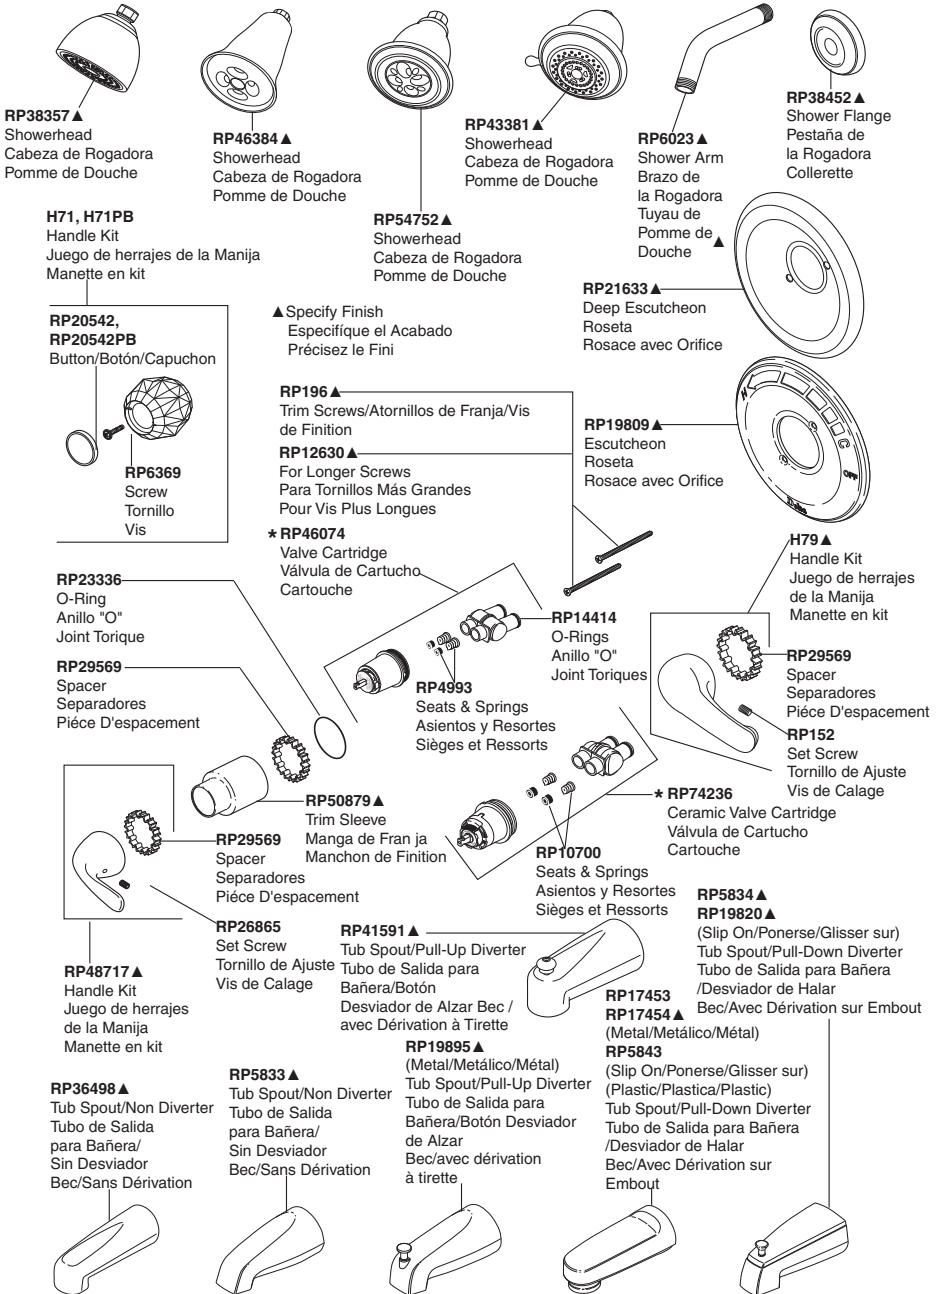 RP38357▲
Showerhead
Cabeza de Rogadora
Pomme de Douche
RP46384▲
Showerhead
Cabeza de Rogadora
Pomme de Douche
RP54752▲
Showerhead
Cabeza de Rogadora
Pomme de Douche
RP43381▲
Showerhead
Cabeza de Rogadora
Pomme de Douche
RP6023▲
Shower Arm
Brazo de
la Rogadora
Tuyau de
Pomme de
Douche ▲
RP38452▲
Shower Flange
Pestaña de
la Rogadora
Collerette
H71, H71PB
Handle Kit
Juego de herrajes de la Manija
Manette en kit
RP20542,
RP20542PB
Button/Botón/Capuchon
RP6369
Screw
Tornillo
Vis
▲Specify Finish
Especifíque el Acabado
Précisez le Fini
RP21633▲
Deep Escutcheon
Roseta
Rosace avec Orifice
RP196▲
Trim Screws/Atornillos de Franja/Vis
de Finition
RP12630▲
For Longer Screws
Para Tornillos Más Grandes
Pour Vis Plus Longues
RP19809▲
Escutcheon
Roseta
Rosace avec Orifice
H
C
OFF
Delta
*RP46074
Valve Cartridge
Válvula de Cartucho
Cartouche
H79▲
Handle Kit
Juego de herrajes
de la Manija
Manette en kit
RP23336
O-Ring
Anillo "O"
Joint Torique
RP14414
O-Rings
Anillo "O"
Joint Toriques
RP29569
Spacer
Separadores
Piéce D'espacement
RP4993
Seats & Springs
Asientos y Resortes
Sièges et Ressorts
RP29569
Spacer
Separadores
Piéce D'espacement
RP152
Set Screw
Tornillo de Ajuste
Vis de Calage
RP50879▲
Trim Sleeve
Manga de Fran ja
Manchon de Finition
*RP74236
Ceramic Valve Cartridge
Válvula de Cartucho
Cartouche
RP29569
Spacer
Separadores
Piéce D'espacement
RP10700
Seats & Springs
Asientos y Resortes
Sièges et Ressorts
RP26865
Set Screw
Tornillo de Ajuste
Vis de Calage
RP48717▲
Handle Kit
Juego de herrajes
de la Manija
Manette en kit
RP41591▲
Tub Spout/Pull-Up Diverter
Tubo de Salida para
Bañera/Botón
Desviador de Alzar Bec /
avec Dérivation à Tirette
RP5834▲
RP19820▲
(Slip On/Ponerse/Glisser sur)
Tub Spout/Pull-Down Diverter
Tubo de Salida para Bañera
/Desviador de Halar
Bec/Avec Dérivation sur Embout
RP36498▲
Tub Spout/Non Diverter
Tubo de Salida
para Bañera/
Sin Desviador
Bec/Sans Dérivation
RP5833▲
Tub Spout/Non Diverter
Tubo de Salida
para Bañera/
Sin Desviador
Bec/Sans Dérivation
RP19895▲
(Metal/Metálico/Métal)
Tub Spout/Pull-Up Diverter
Tubo de Salida para
Bañera/Botón Desviador
de Alzar
Bec/avec dérivation
à tirette
RP17453
RP17454▲
(Metal/Metálico/Métal)
RP5843
(Slip On/Ponerse/Glisser sur)
(Plastic/Plastica/Plastic)
Tub Spout/Pull-Down Diverter
Tubo de Salida para Bañera
/Desviador de Halar
Bec/Avec Dérivation sur
Embout